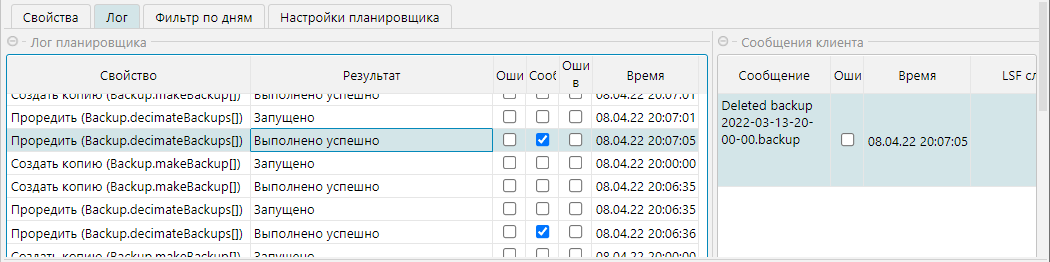 Свойства Лог Фильтр по дням Настройки планировщика
Лог планировщика Сообщения клиента
Свойство Результат Оши Сооб Оши в Время Сообщение Оши Время LSF сл
Создать копию (Backup.makeBackup[]) Выполнено успешно 08.04.22 20:07:01
Проредить (Backup.decimateBackups[]) Запущено 08.04.22 20:07:01
Проредить (Backup.decimateBackups[]) Выполнено успешно 08.04.22 20:07:05
Создать копию (Backup.makeBackup[]) Запущено 08.04.22 20:00:00
Создать копию (Backup.makeBackup[]) Выполнено успешно 08.04.22 20:06:35
Проредить (Backup.decimateBackups[]) Запущено 08.04.22 20:06:35
Проредить (Backup.decimateBackups[]) Выполнено успешно 08.04.22 20:06:36
Создать копию (Backup.makeBackup[]) Запущено 08.04.22 20:00:00
Deleted backup
2022-03-13-20-
00-00.backup 08.04.22 20:07:05